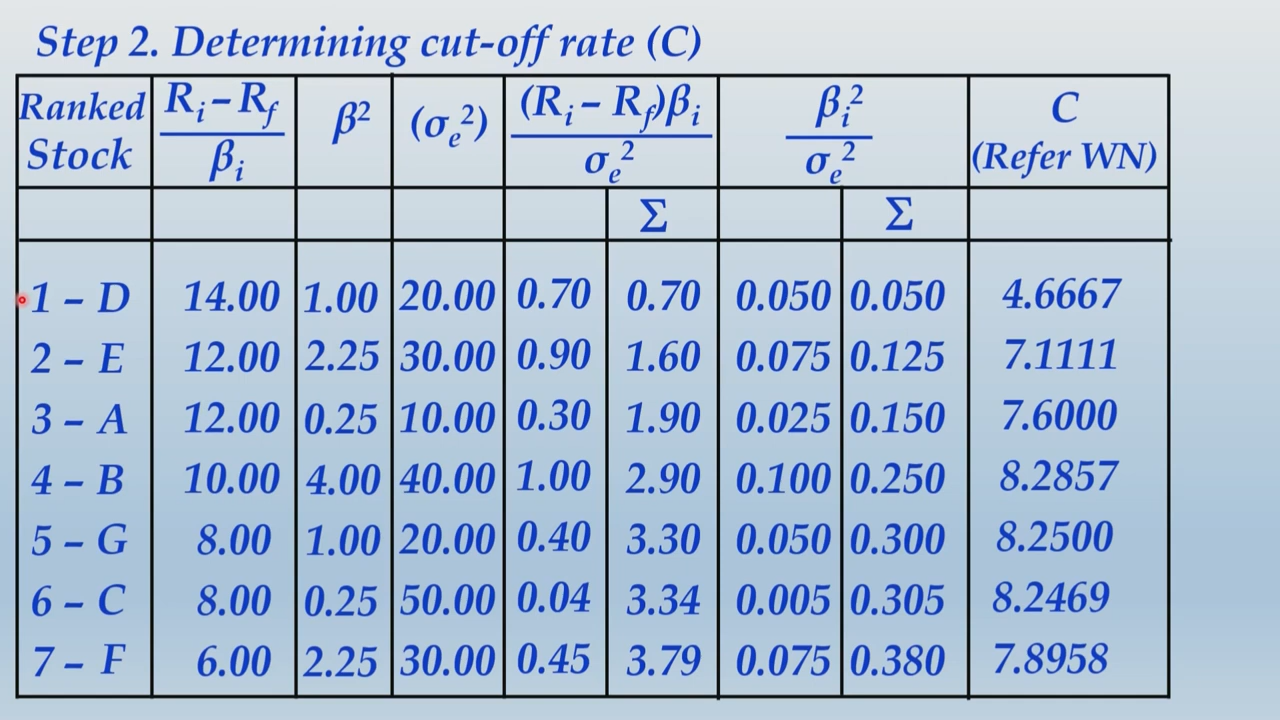 Step 2. Determining cut-off rate (C)
Ranked Stock | Ri – Rf / βi | β² | (σe²) | (Ri – Rf)βi / σe² | βi² / σe² | C (Refer WN)
Σ | Σ
1 – D | 14.00 | 1.00 | 20.00 | 0.70 | 0.70 | 0.050 | 0.050 | 4.6667
2 – E | 12.00 | 2.25 | 30.00 | 0.90 | 1.60 | 0.075 | 0.125 | 7.1111
3 – A | 12.00 | 0.25 | 10.00 | 0.30 | 1.90 | 0.025 | 0.150 | 7.6000
4 – B | 10.00 | 4.00 | 40.00 | 1.00 | 2.90 | 0.100 | 0.250 | 8.2857
5 – G | 8.00 | 1.00 | 20.00 | 0.40 | 3.30 | 0.050 | 0.300 | 8.2500
6 – C | 8.00 | 0.25 | 50.00 | 0.04 | 3.34 | 0.005 | 0.305 | 8.2469
7 – F | 6.00 | 2.25 | 30.00 | 0.45 | 3.79 | 0.075 | 0.380 | 7.8958